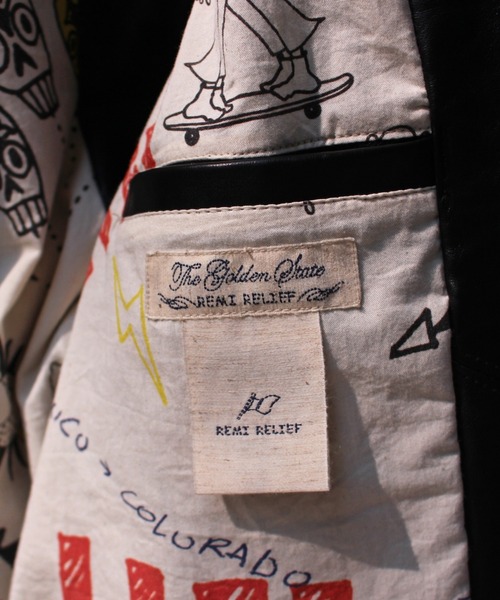 The Golden State
REMI RELIEF
REMI RELIEF
ICO → COLORADO